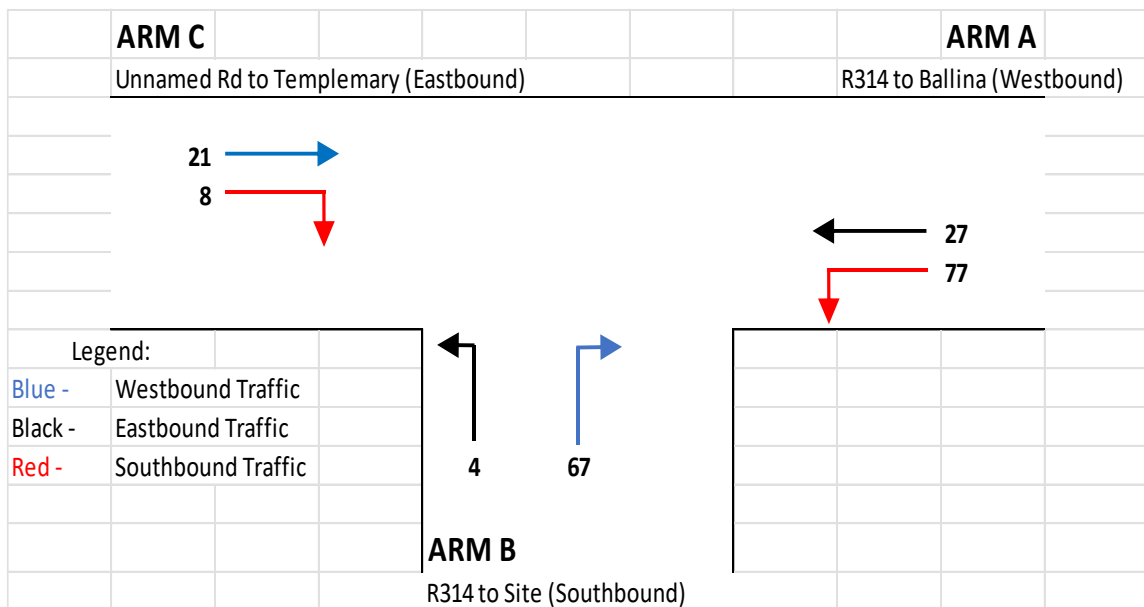 ARM C
ARM A
Unnamed Rd to Templemary (Eastbound)
R314 to Ballina (Westbound)
21
8
27
77
Legend:
Blue - Westbound Traffic
Black - Eastbound Traffic
Red - Southbound Traffic
4
67
ARM B
R314 to Site (Southbound)